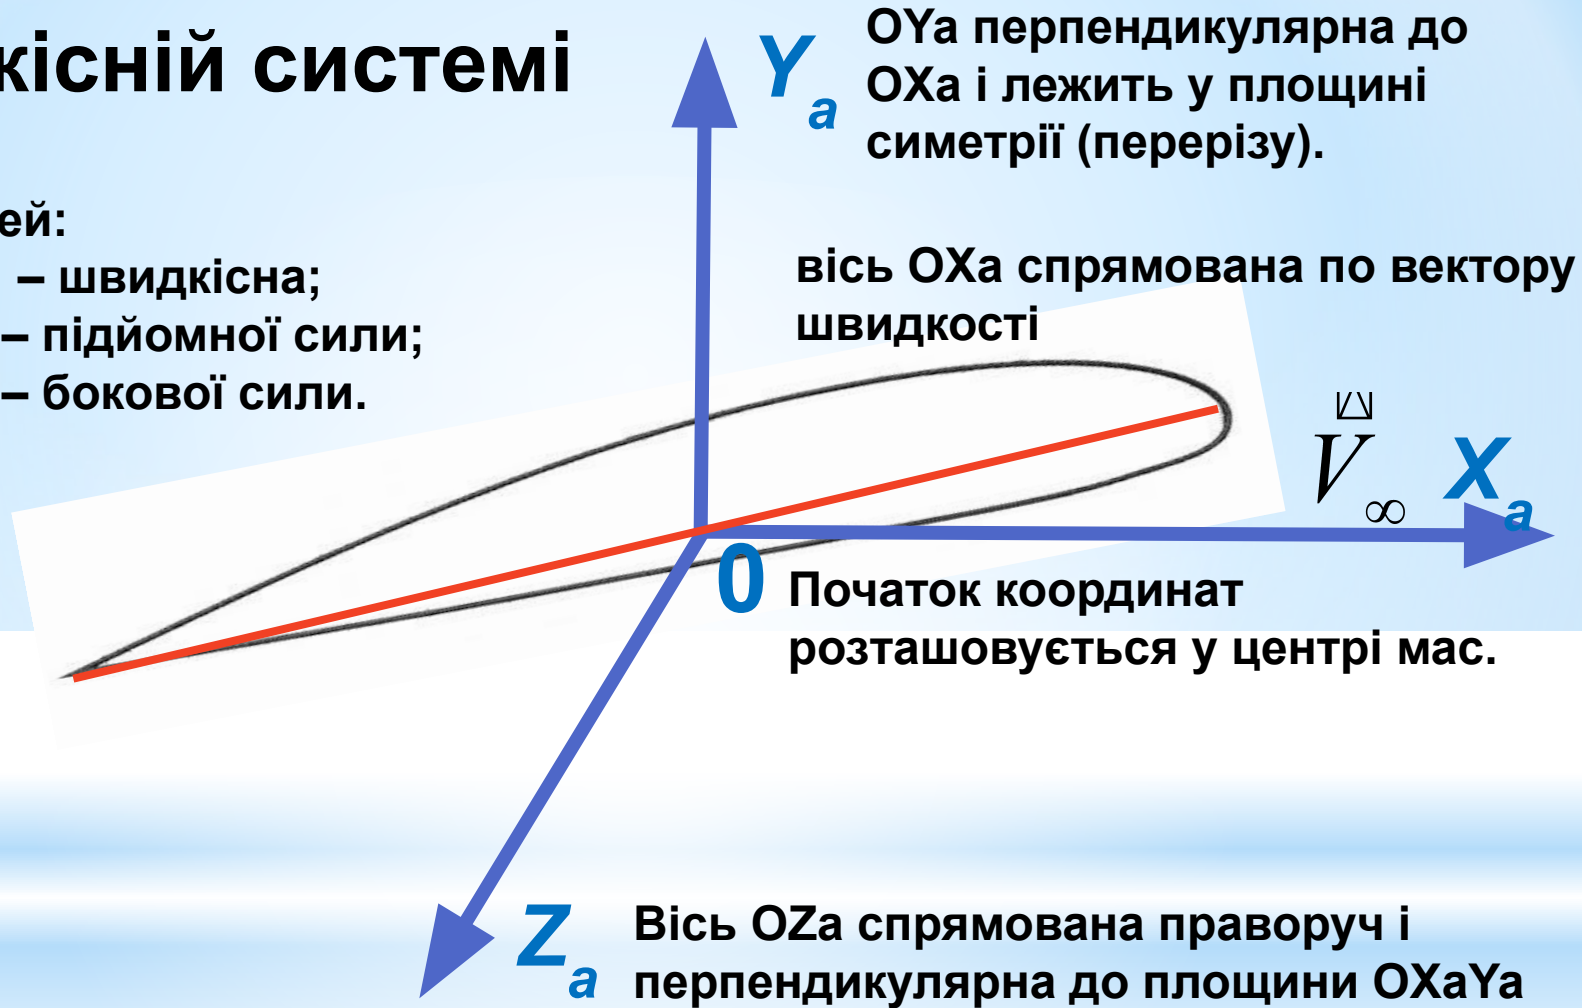 кісній системі
ей:
– швидкісна;
– підйомної сили;
– бокової сили.
Ya
OYa перпендикулярна до
OXa і лежить у площині
симетрії (перерізу).
вісь OXa спрямована по вектору
швидкості
V∞
Xa
0
Початок координат
розташовується у центрі мас.
Za
Вісь OZa спрямована праворуч і
перпендикулярна до площини OXaYa